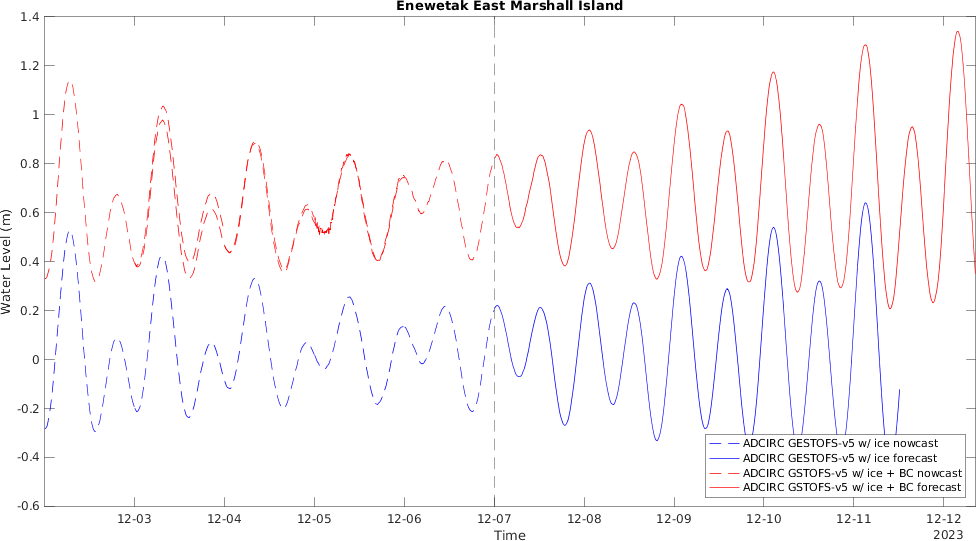 Enewetak East Marshall Island
Water Level (m)
1.4
1.2
1
0.8
0.6
0.4
0.2
0
-0.2
-0.4
-0.6
ADCIRC GESTOFS-v5 w/ ice nowcast
ADCIRC GESTOFS-v5 w/ ice forecast
ADCIRC GSTOFS-v5 w/ ice + BC nowcast
ADCIRC GSTOFS-v5 w/ ice + BC forecast
12-03 12-04 12-05 12-06 12-07 12-08 12-09 12-10 12-11 12-12
Time
2023